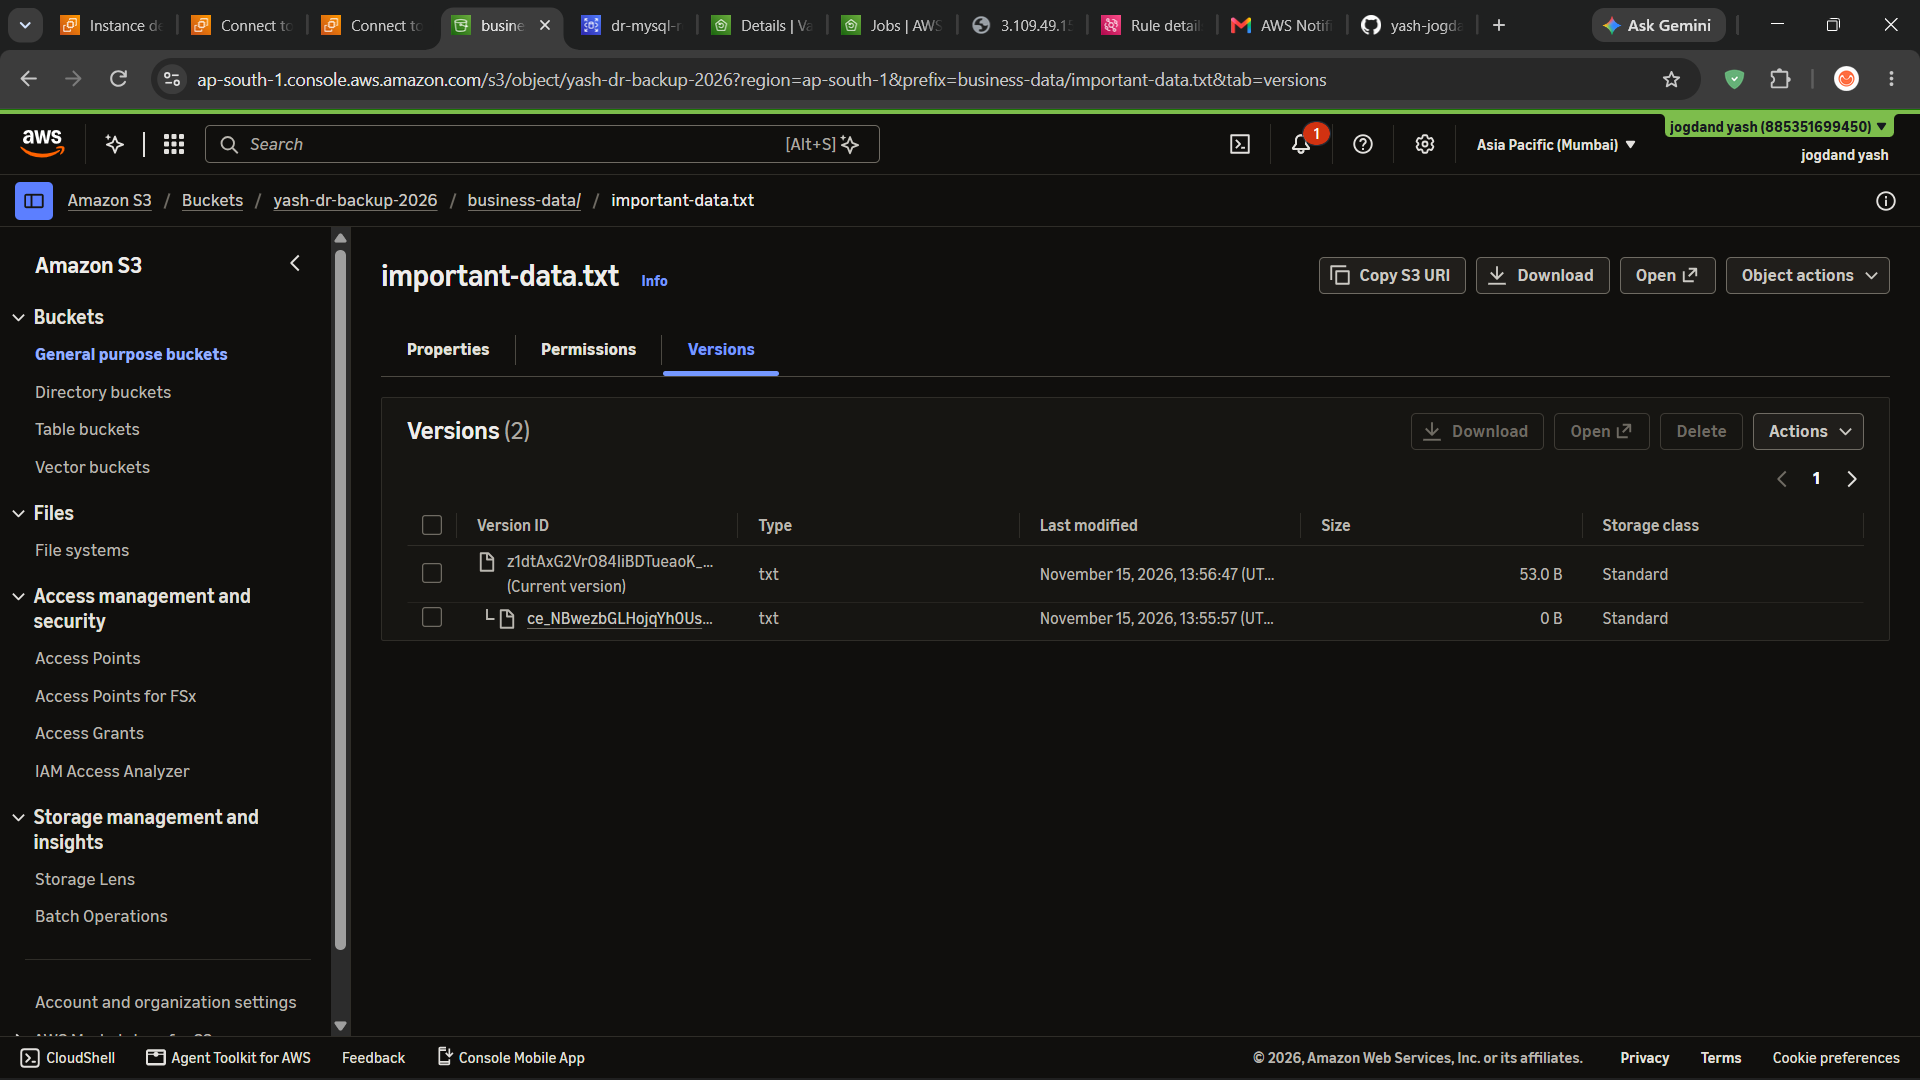 Instance de
Connect to
Connect to
busine
dr-mysql-r
Details | Va
Jobs | AWS
3.109.49.15
Rule detail
AWS Notifi
yash-jogda
Ask Gemini
ap-south-1.console.aws.amazon.com/s3/object/yash-dr-backup-2026?region=ap-south-1&prefix=business-data/important-data.txt&tab=versions
aws
Search
[Alt+S]
1
Asia Pacific (Mumbai)
jogdand yash (885351699450)
jogdand yash
Amazon S3 / Buckets / yash-dr-backup-2026 / business-data/ / important-data.txt
Amazon S3
Buckets
General purpose buckets
Directory buckets
Table buckets
Vector buckets
Files
File systems
Access management and
security
Access Points
Access Points for FSx
Access Grants
IAM Access Analyzer
Storage management and
insights
Storage Lens
Batch Operations
Account and organization settings
important-data.txt Info
Copy S3 URI
Download
Open
Object actions
Properties
Permissions
Versions
Versions (2)
Download
Open
Delete
Actions
1
Version ID Type Last modified Size Storage class
z1dtAxG2VrO84IiBDTueaoK_...
(Current version)
txt November 15, 2026, 13:56:47 (UT... 53.0 B Standard
ce_NBwezbGLHojqYh0Us... txt November 15, 2026, 13:55:57 (UT... 0 B Standard
CloudShell
Agent Toolkit for AWS
Feedback
Console Mobile App
© 2026, Amazon Web Services, Inc. or its affiliates.
Privacy
Terms
Cookie preferences